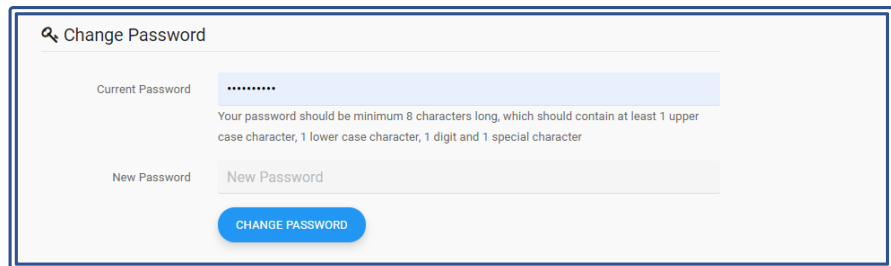 Change Password
Current Password
••••••••••
Your password should be minimum 8 characters long, which should contain at least 1 upper
case character, 1 lower case character, 1 digit and 1 special character
New Password
New Password
CHANGE PASSWORD